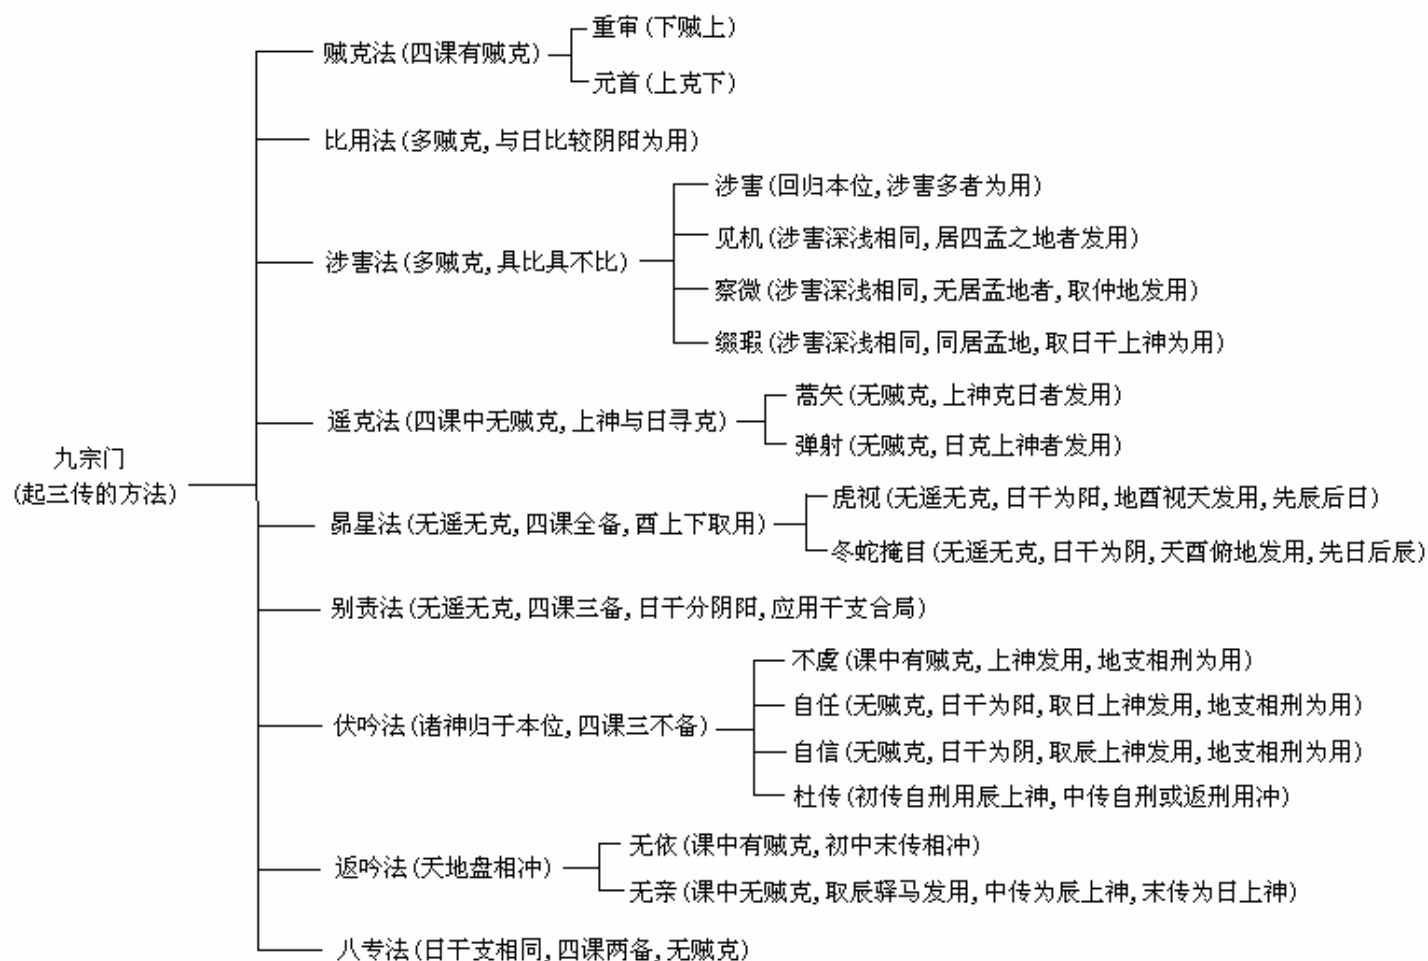 九宗门
(起三传的方法)
贼克法(四课有贼克)
重审(下贼上)
元首(上克下)
比用法(多贼克,与日比较阴阳为用)
涉害法(多贼克,具比具不比)
涉害(回归本位,涉害多者为用)
见机(涉害深浅相同,居四孟之地者发用)
察微(涉害深浅相同,无居孟地者,取仲地发用)
缀瑕(涉害深浅相同,同居孟地,取日干上神为用)
遥克法(四课中无贼克,上神与日寻克)
蒿矢(无贼克,上神克日者发用)
弹射(无贼克,日克上神者发用)
昴星法(无遥无克,四课全备,酉上下取用)
虎视(无遥无克,日干为阳,地酉视天发用,先辰后日)
冬蛇掩目(无遥无克,日干为阴,天酉俯地发用,先日后辰)
别责法(无遥无克,四课三备,日干分阴阳,应用干支合局)
伏吟法(诸神归于本位,四课三不备)
不虞(课中有贼克,上神发用,地支相刑为用)
自任(无贼克,日干为阳,取日上神发用,地支相刑为用)
自信(无贼克,日干为阴,取辰上神发用,地支相刑为用)
杜传(初传自刑用辰上神,中传自刑或返刑用冲)
返吟法(天地盘相冲)
无依(课中有贼克,初中末传相冲)
无亲(课中无贼克,取辰驿马发用,中传为辰上神,末传为日上神)
八专法(日干支相同,四课两备,无贼克)